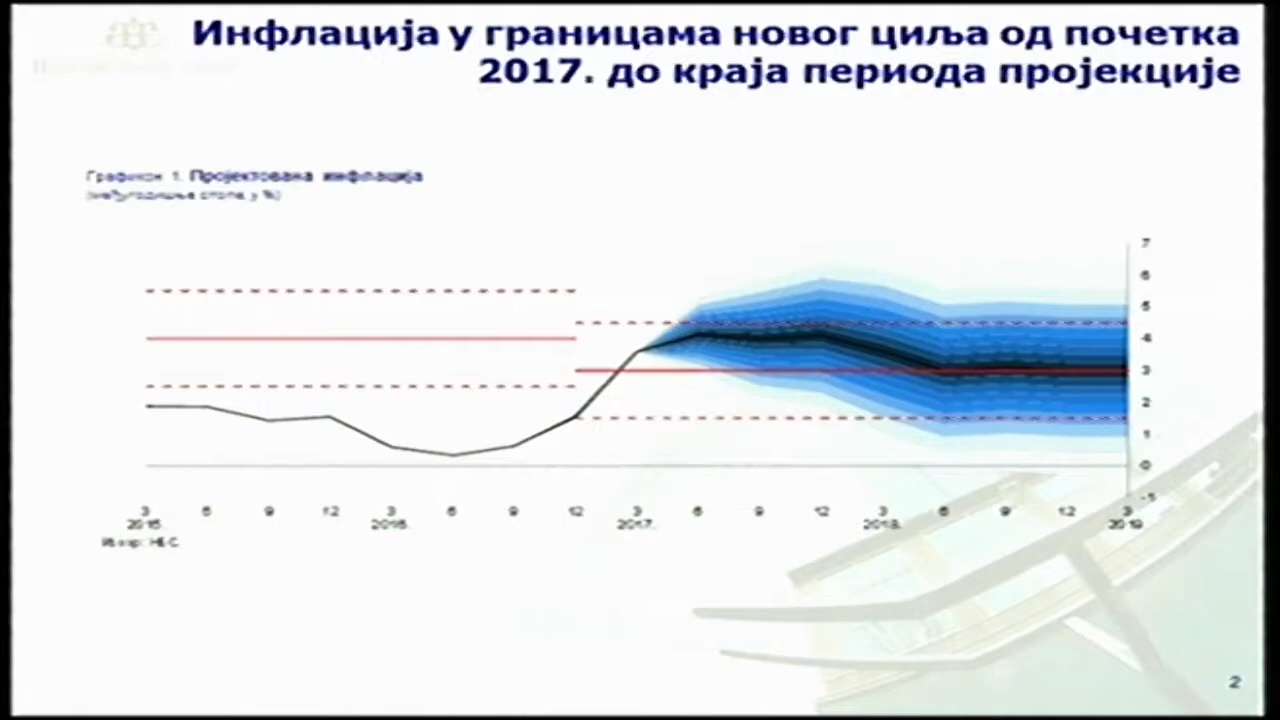 Инфлација у границама новог циља од почетка
2017. до краја периода пројекције
Графикон 1. Пројектована инфлација
(међугодишње стопе, у %)
7
6
5
4
3
2
1
0
-1
3 6 9 12 3 6 9 12 3 6 9 12 3 6 9 12 3
2015. 2016. 2017. 2018. 2019.
Извор: НБС.
2